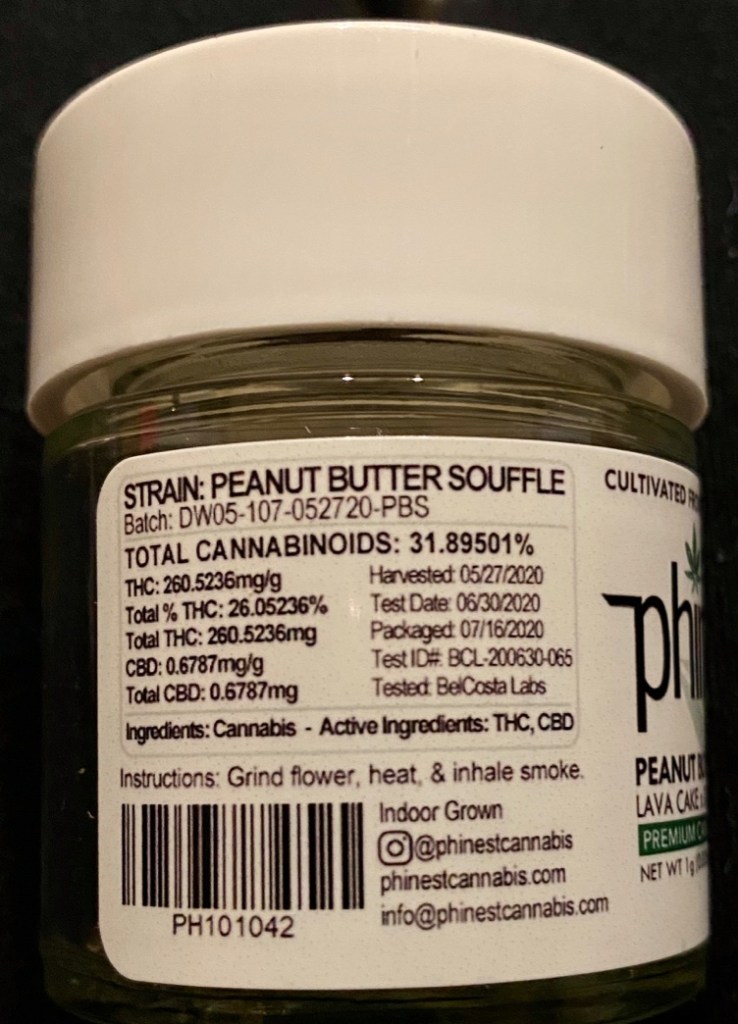 STRAIN: PEANUT BUTTER SOUFFLE
Batch: DW05-107-052720-PBS
TOTAL CANNABINOIDS: 31.89501%
THC: 260.5236mg/g
Total % THC: 26.05236%
Total THC: 260.5236mg
CBD: 0.6787mg/g
Total CBD: 0.6787mg
Harvested: 05/27/2020
Test Date: 06/30/2020
Packaged: 07/16/2020
Test ID#: BCL-200630-065
Tested: BelCosta Labs
Ingredients: Cannabis - Active Ingredients: THC, CBD
Instructions: Grind flower, heat, & inhale smoke.
PH101042
Indoor Grown
@phinestcannabis
phinestcannabis.com
info@phinestcannabis.com
CULTIVATED
phin
PEANUT
LAVA CAKE
PREMIUM
NET WT 1g